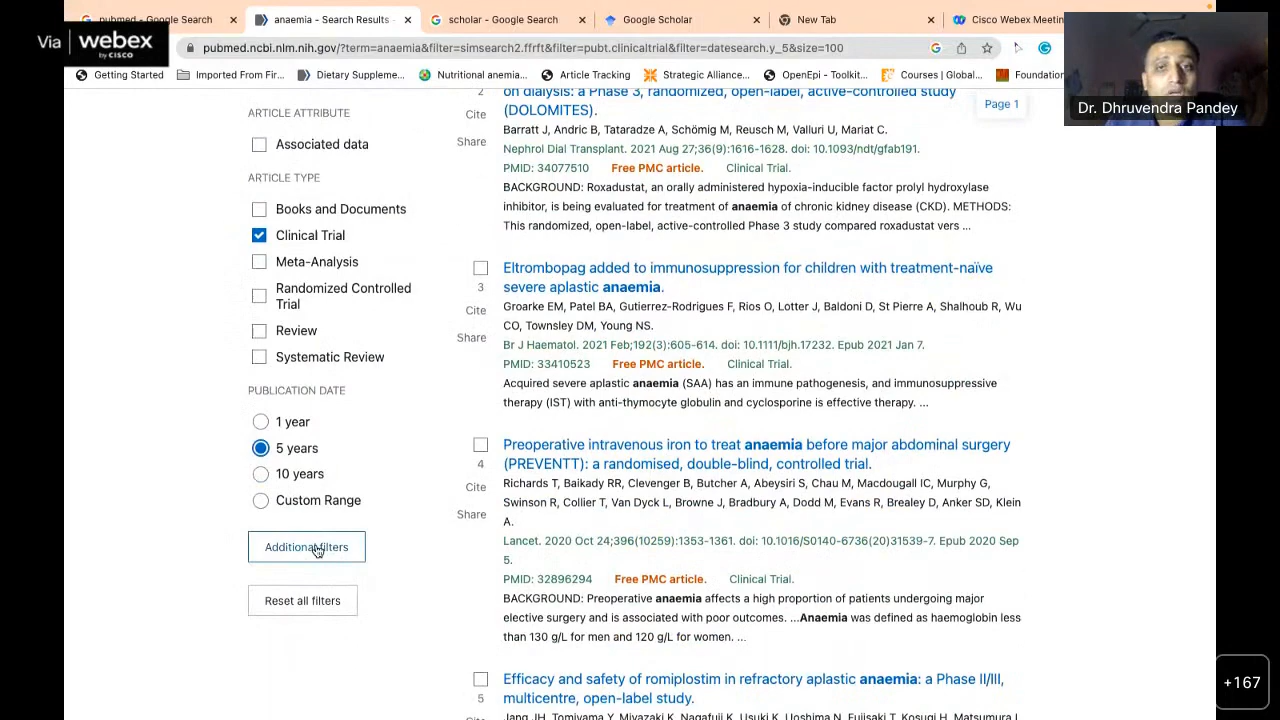 pubmed - Google Search
anaemia - Search Results -
scholar - Google Search
Google Scholar
New Tab
Cisco Webex Meetin
Via webex
by CISCO
pubmed.ncbi.nlm.nih.gov/?term=anaemia&filter=simsearch2.ffrft&filter=pubt.clinicaltrial&filter=datesearch.y_5&size=100
Getting Started
Imported From Fir...
Dietary Suppleme...
Nutritional anemia...
Article Tracking
Strategic Alliance...
OpenEpi - Toolkit...
Courses | Global...
Foundation
Dr. Dhruvendra Pandey
ARTICLE ATTRIBUTE
Associated data
ARTICLE TYPE
Books and Documents
Clinical Trial
Meta-Analysis
Randomized Controlled
Trial
Review
Systematic Review
PUBLICATION DATE
1 year
5 years
10 years
Custom Range
Additional filters
Reset all filters
Page 1
2
Cite
Share
on dialysis: a Phase 3, randomized, open-label, active-controlled study
(DOLOMITES).
Barratt J, Andric B, Tataradze A, Schömig M, Reusch M, Valluri U, Mariat C.
Nephrol Dial Transplant. 2021 Aug 27;36(9):1616-1628. doi: 10.1093/ndt/gfab191.
PMID: 34077510 Free PMC article. Clinical Trial.
BACKGROUND: Roxadustat, an orally administered hypoxia-inducible factor prolyl hydroxylase
inhibitor, is being evaluated for treatment of anaemia of chronic kidney disease (CKD). METHODS:
This randomized, open-label, active-controlled Phase 3 study compared roxadustat vers ...
3
Cite
Share
Eltrombopag added to immunosuppression for children with treatment-naïve
severe aplastic anaemia.
Groarke EM, Patel BA, Gutierrez-Rodrigues F, Rios O, Lotter J, Baldoni D, St Pierre A, Shalhoub R, Wu
CO, Townsley DM, Young NS.
Br J Haematol. 2021 Feb;192(3):605-614. doi: 10.1111/bjh.17232. Epub 2021 Jan 7.
PMID: 33410523 Free PMC article. Clinical Trial.
Acquired severe aplastic anaemia (SAA) has an immune pathogenesis, and immunosuppressive
therapy (IST) with anti-thymocyte globulin and cyclosporine is effective therapy. ...
4
Cite
Share
Preoperative intravenous iron to treat anaemia before major abdominal surgery
(PREVENTT): a randomised, double-blind, controlled trial.
Richards T, Baikady RR, Clevenger B, Butcher A, Abeysiri S, Chau M, Macdougall IC, Murphy G,
Swinson R, Collier T, Van Dyck L, Browne J, Bradbury A, Dodd M, Evans R, Brealey D, Anker SD, Klein
A.
Lancet. 2020 Oct 24;396(10259):1353-1361. doi: 10.1016/S0140-6736(20)31539-7. Epub 2020 Sep
5.
PMID: 32896294 Free PMC article. Clinical Trial.
BACKGROUND: Preoperative anaemia affects a high proportion of patients undergoing major
elective surgery and is associated with poor outcomes. ...Anaemia was defined as haemoglobin less
than 130 g/L for men and 120 g/L for women. ...
5
Efficacy and safety of romiplostim in refractory aplastic anaemia: a Phase II/III,
multicentre, open-label study.
Jang JH, Tomiyama Y, Miyazaki K, Nagafuji K, Usuki K, Uoshima N, Fujisaki T, Kosugi H, Matsumura I,
+167